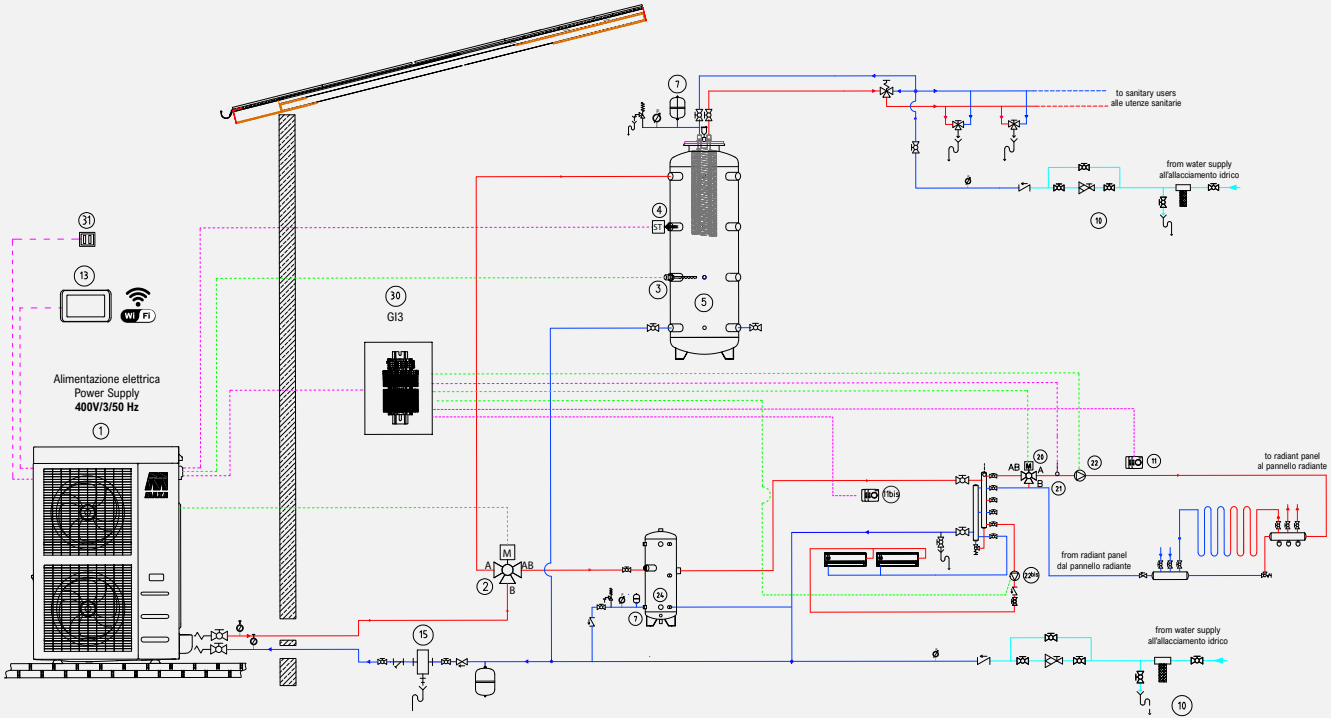 7
to sanitary users
alle utenze sanitarie
from water supply
all'allacciamento idrico
10
4
ST
31
13
Wi Fi
3
5
30
GI3
Alimentazione elettrica
Power Supply
400V/3/50 Hz
1
MAXA
20
M
AB
A
B
21
22
11
to radiant panel
al pannello radiante
11bis
from radiant panel
dal pannello radiante
22bis
M
A
AB
2
B
24
7
15
from water supply
all'allacciamento idrico
10